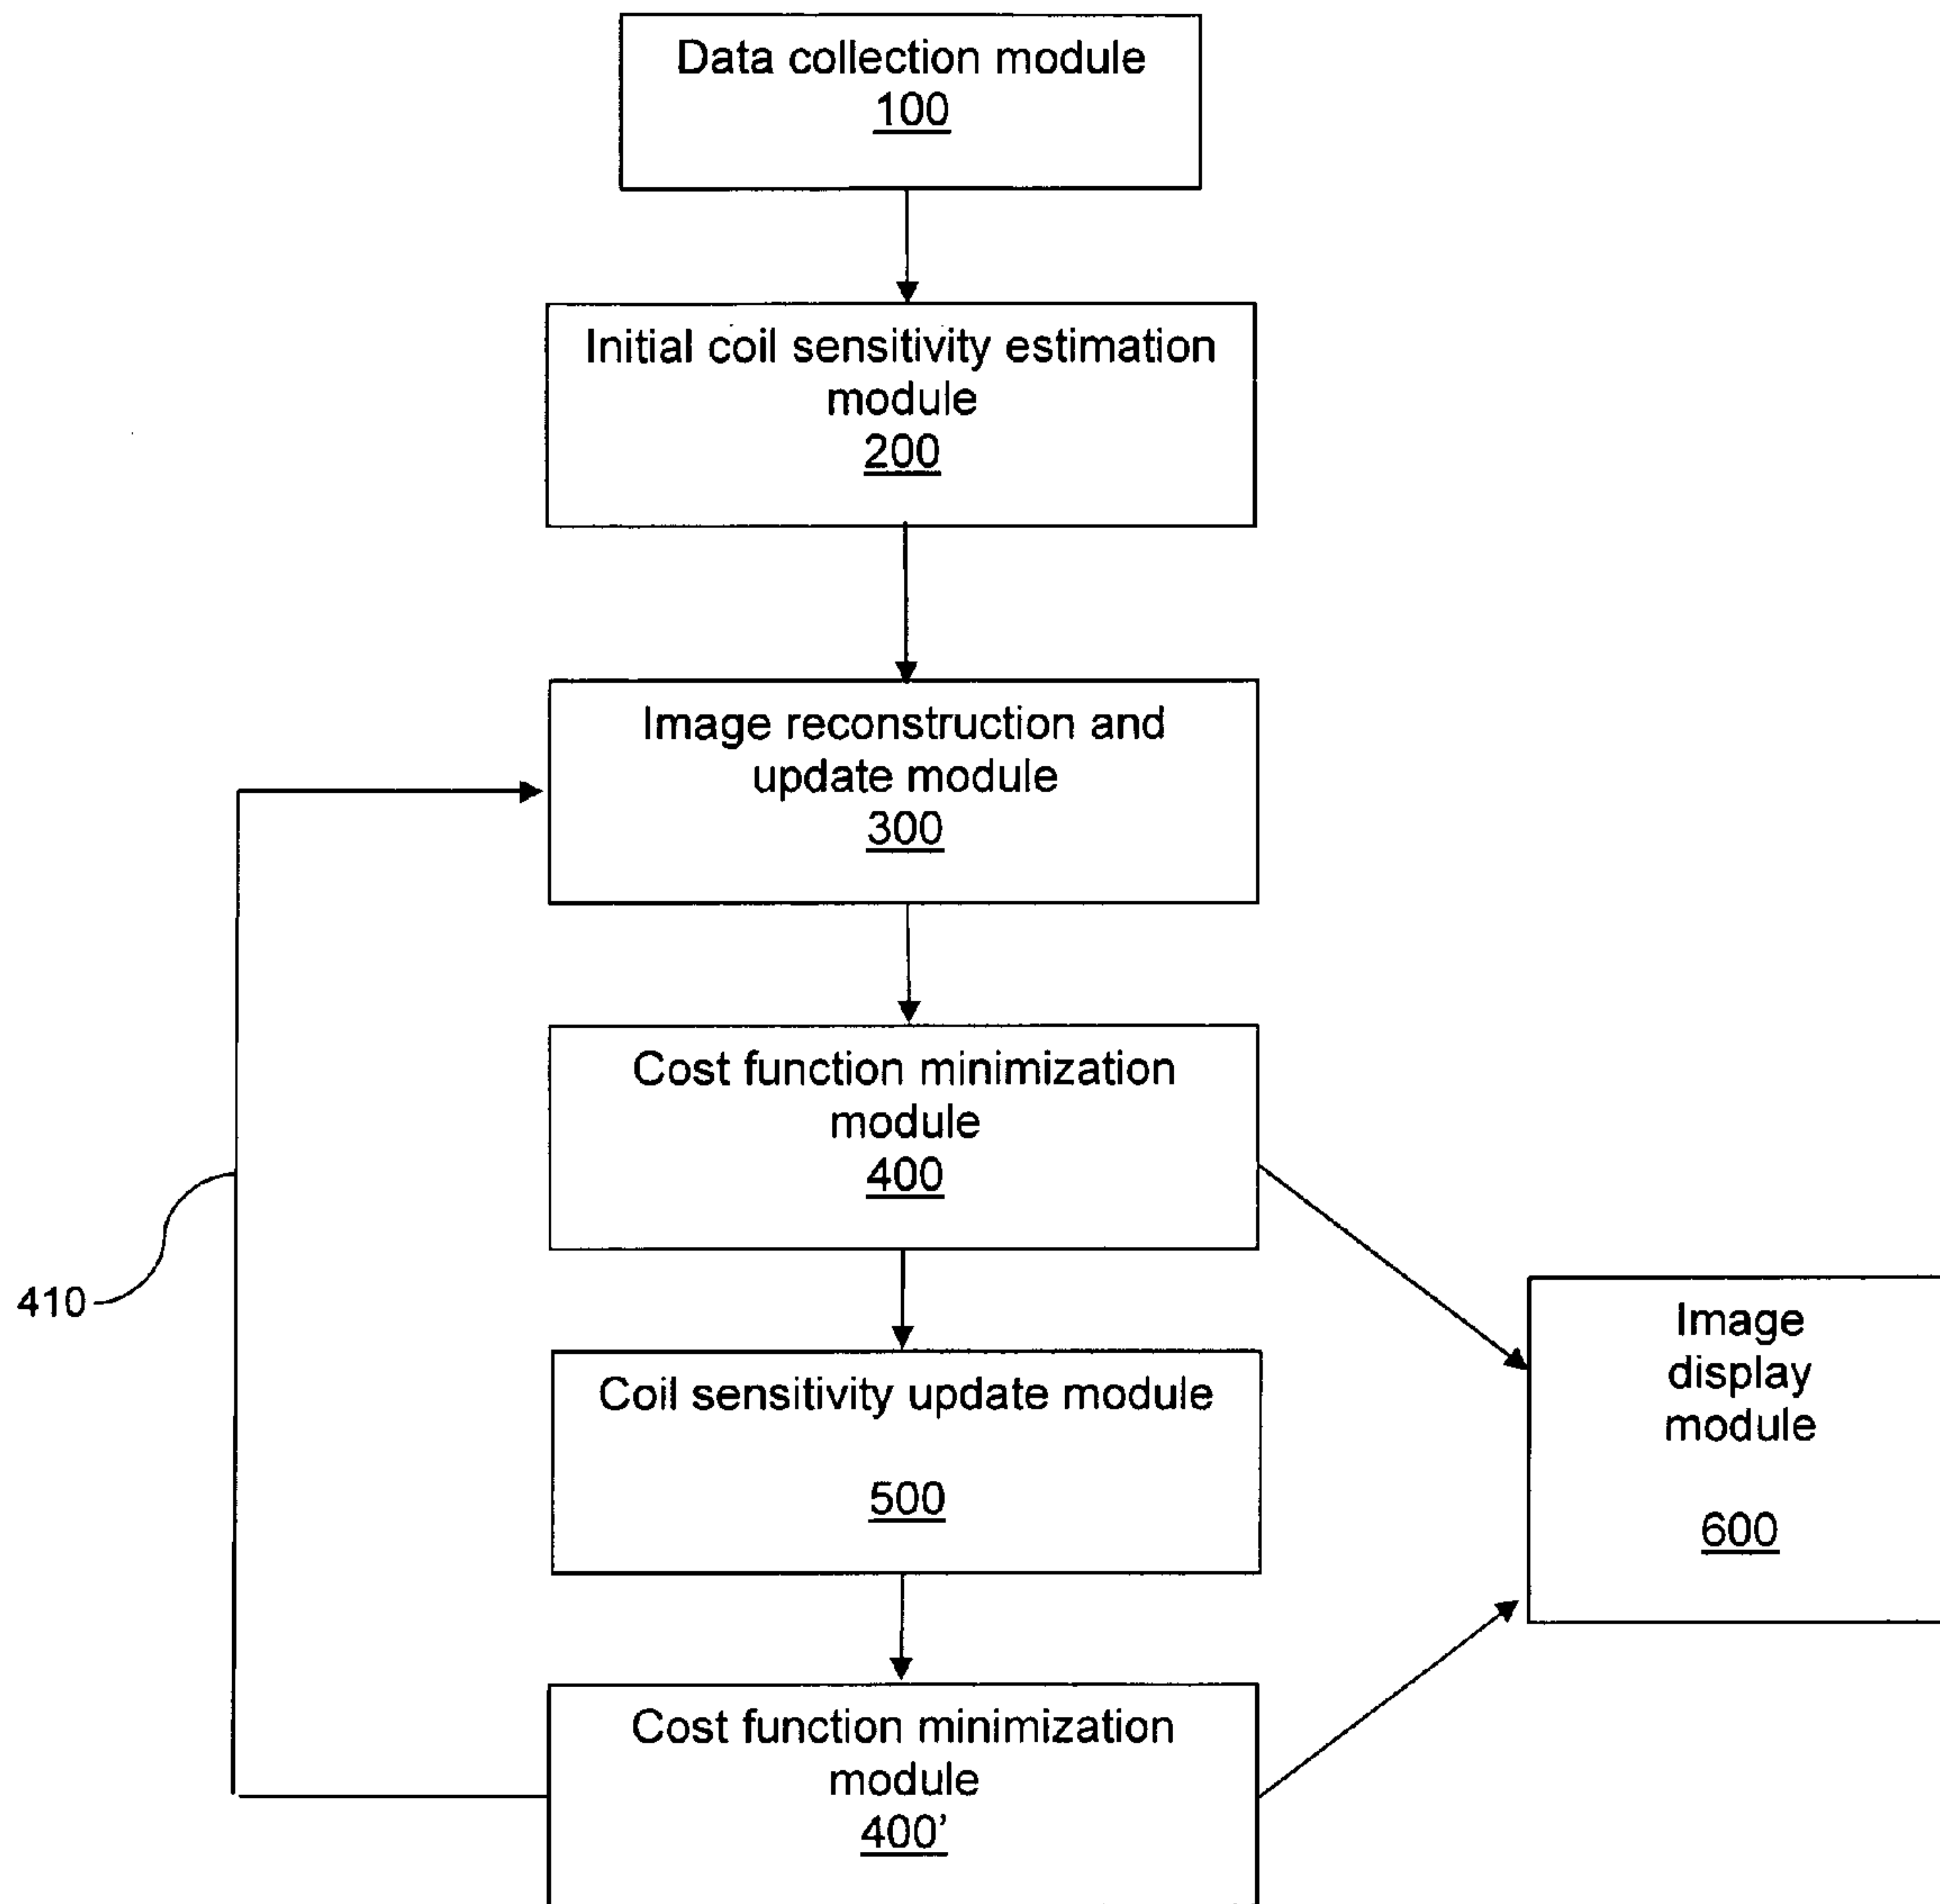 Data collection module
100
Initial coil sensitivity estimation
module
200
Image reconstruction and
update module
300
Cost function minimization
module
400
410
Image
display
module
600
Coil sensitivity update module
500
Cost function minimization
module
400’